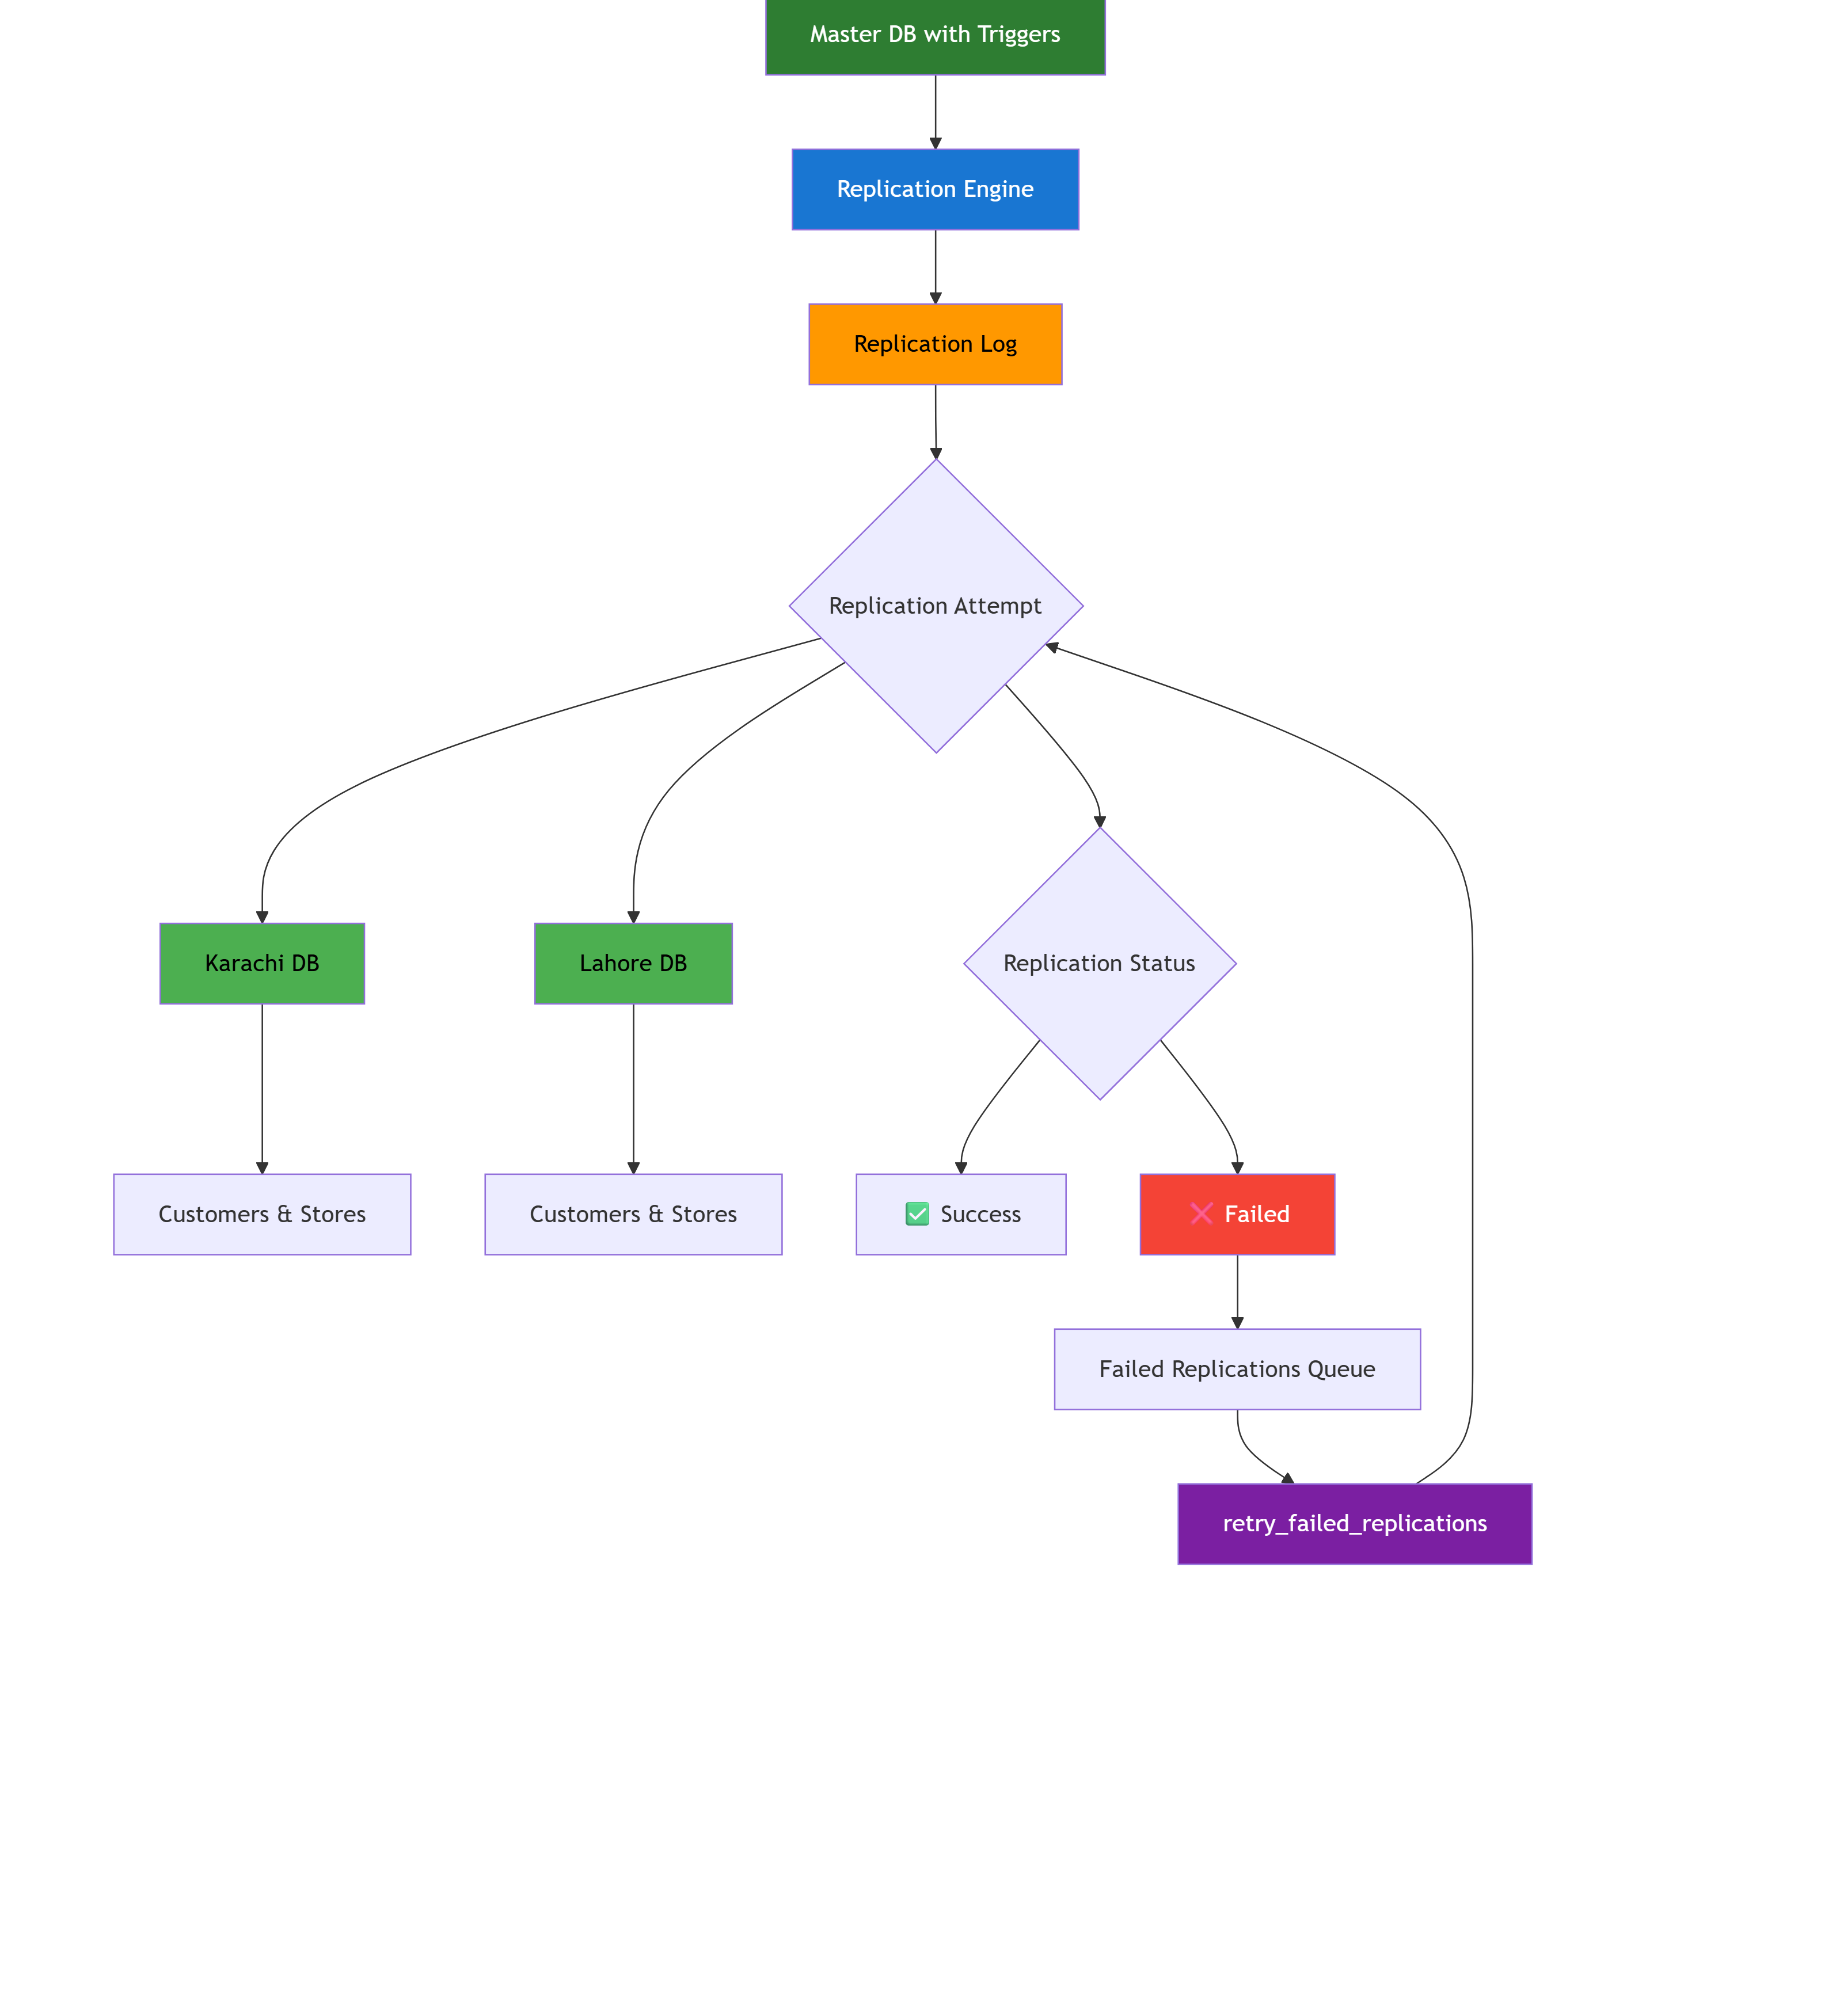 Master DB with Triggers
Replication Engine
Replication Log
Replication Attempt
Karachi DB
Lahore DB
Replication Status
Customers & Stores
Customers & Stores
✅ Success
❌ Failed
Failed Replications Queue
retry_failed_replications